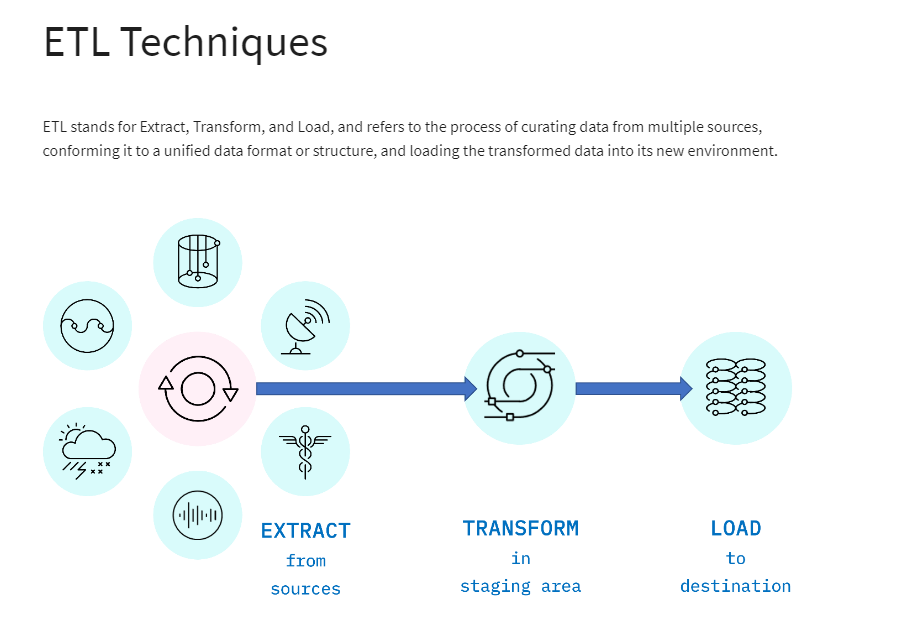 ETL Techniques
ETL stands for Extract, Transform, and Load, and refers to the process of curating data from multiple sources,
conforming it to a unified data format or structure, and loading the transformed data into its new environment.
EXTRACT
from
sources
TRANSFORM
in
staging area
LOAD
to
destination